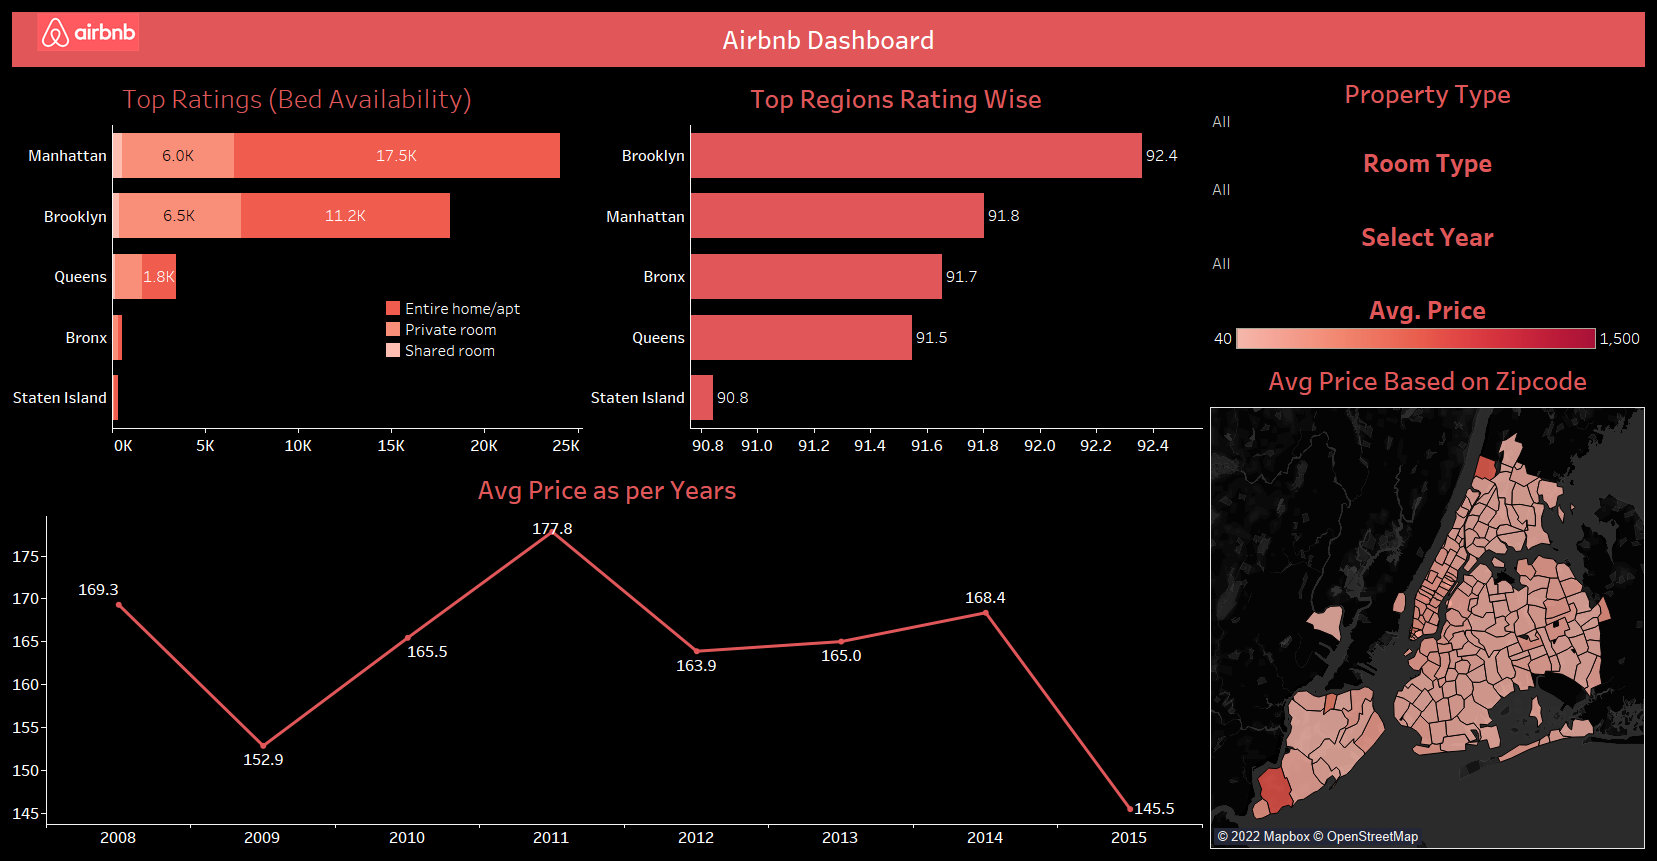 airbnb
Airbnb Dashboard
Top Ratings (Bed Availability)
Manhattan 6.0K 17.5K
Brooklyn 6.5K 11.2K
Queens 1.8K
Bronx
Staten Island
Entire home/apt
Private room
Shared room
0K 5K 10K 15K 20K 25K
Top Regions Rating Wise
Brooklyn 92.4
Manhattan 91.8
Bronx 91.7
Queens 91.5
Staten Island 90.8
90.8 91.0 91.2 91.4 91.6 91.8 92.0 92.2 92.4
Property Type
All
Room Type
All
Select Year
All
Avg. Price
40 1,500
Avg Price Based on Zipcode
© 2022 Mapbox © OpenStreetMap
Avg Price as per Years
175
170
165
160
155
150
145
169.3
152.9
165.5
177.8
163.9
165.0
168.4
145.5
2008 2009 2010 2011 2012 2013 2014 2015